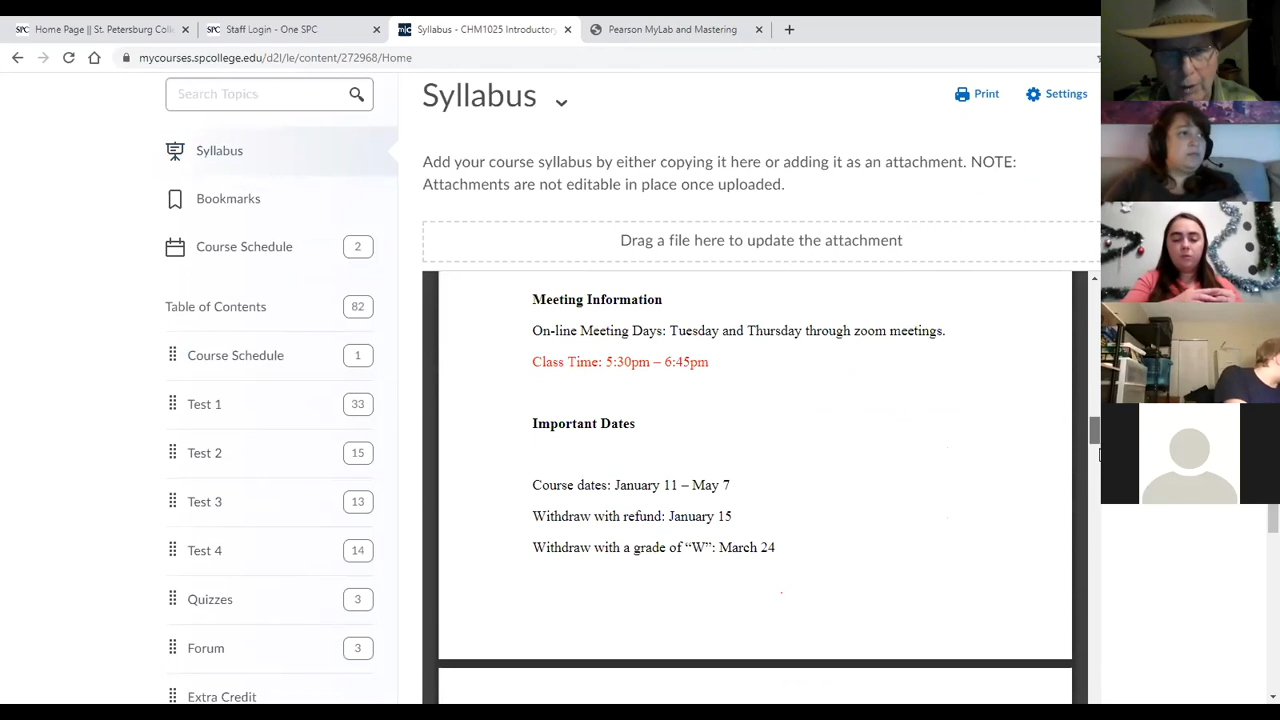 Home Page || St. Petersburg Coll
Staff Login - One SPC
Syllabus - CHM1025 Introductory
Pearson MyLab and Mastering
mycourses.spcollege.edu/d2l/le/content/272968/Home
Search Topics
Syllabus
Bookmarks
Course Schedule 2
Table of Contents 82
Course Schedule 1
Test 1 33
Test 2 15
Test 3 13
Test 4 14
Quizzes 3
Forum 3
Extra Credit
Syllabus
Print
Settings
Add your course syllabus by either copying it here or adding it as an attachment. NOTE:
Attachments are not editable in place once uploaded.
Drag a file here to update the attachment
Meeting Information
On-line Meeting Days: Tuesday and Thursday through zoom meetings.
Class Time: 5:30pm – 6:45pm
Important Dates
Course dates: January 11 – May 7
Withdraw with refund: January 15
Withdraw with a grade of “W”: March 24